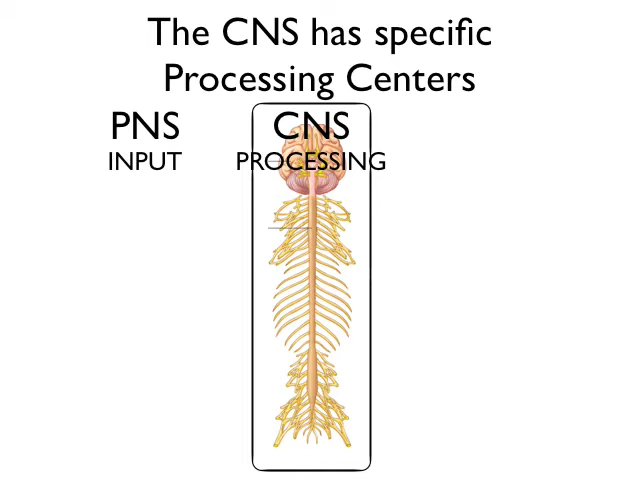 The CNS has specific
Processing Centers
PNS CNS
INPUT PROCESSING